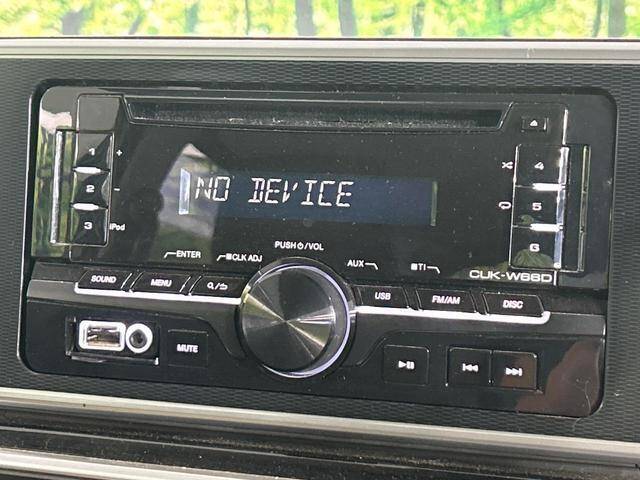 1 +
2 -
3 iPod
NO DEVICE
4
5
6
PUSH⏻/VOL
ENTER
■CLK ADJ
AUX
■TI
CUK-W66D
SOUND
MENU
USB
FM/AM
DISC
MUTE